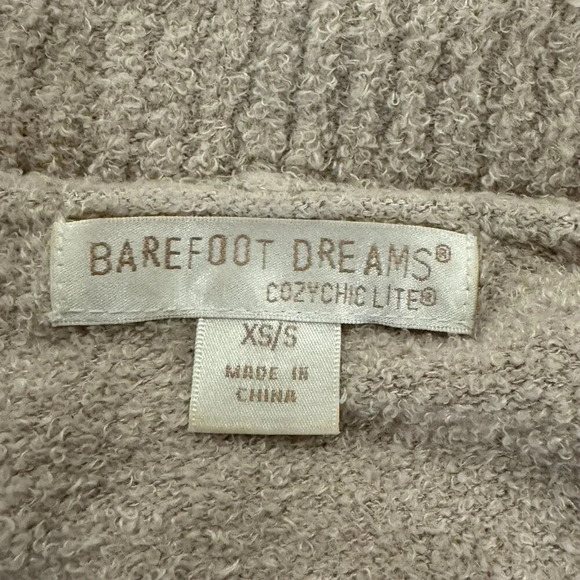 BAREFOOT DREAMS®
COZYCHIC LITE®
XS/S
MADE IN
CHINA